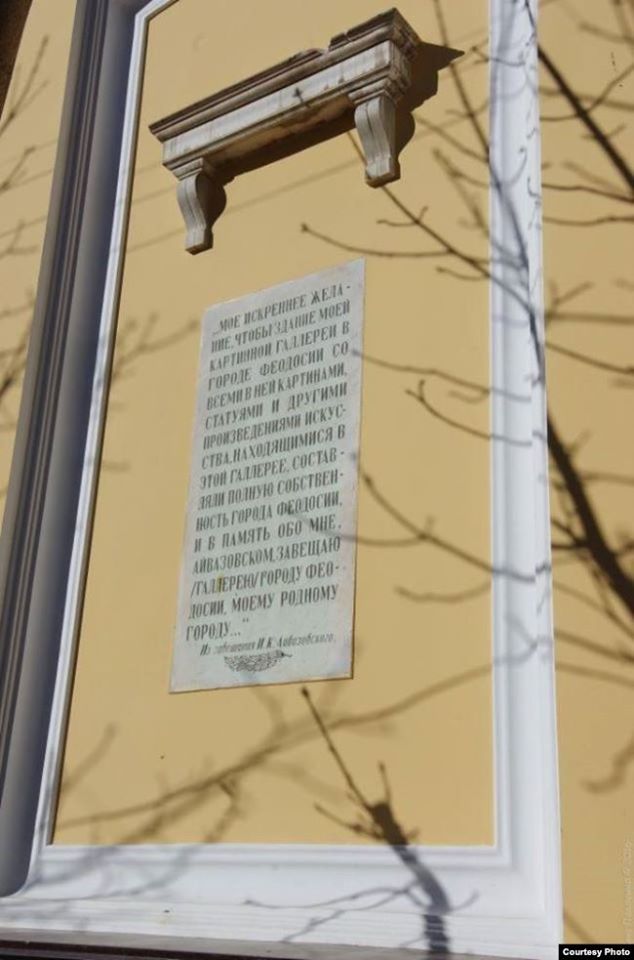 „МОЕ ИСКРЕННЕЕ ЖЕЛА-
НИЕ, ЧТОБЫ ЗДАНИЕ МОЕЙ
КАРТИННОЙ ГАЛЛЕРЕИ В
ГОРОДЕ ФЕОДОСИИ СО
ВСЕМИ В НЕЙ КАРТИНАМИ,
СТАТУЯМИ И ДРУГИМИ
ПРОИЗВЕДЕНИЯМИ ИСКУС-
СТВА, НАХОДЯЩИМИСЯ В
ЭТОЙ ГАЛЛЕРЕЕ, СОСТАВ-
ЛЯЛИ ПОЛНУЮ СОБСТВЕН-
НОСТЬ ГОРОДА ФЕОДОСИИ,
И В ПАМЯТЬ ОБО МНЕ,
АЙВАЗОВСКОМ, ЗАВЕЩАЮ
/ГАЛЛЕРЕЮ/ ГОРОДУ ФЕО-
ДОСИИ, МОЕМУ РОДНОМУ
ГОРОДУ..."
Из завещания И. К. Айвазовского.
Courtesy Photo